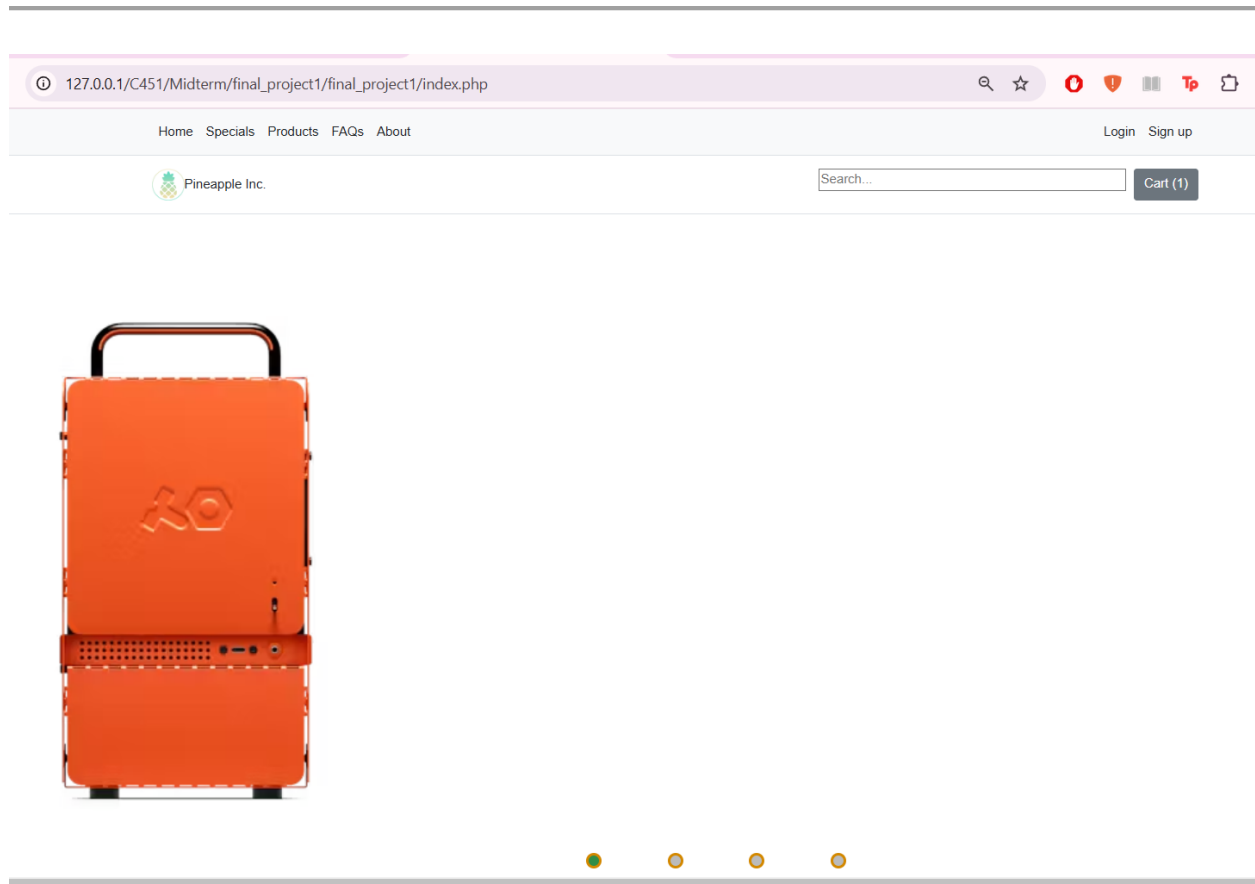 127.0.0.1/C451/Midterm/final_project1/final_project1/index.php
Tp
Home Specials Products FAQs About Login Sign up
Pineapple Inc. Search... Cart (1)